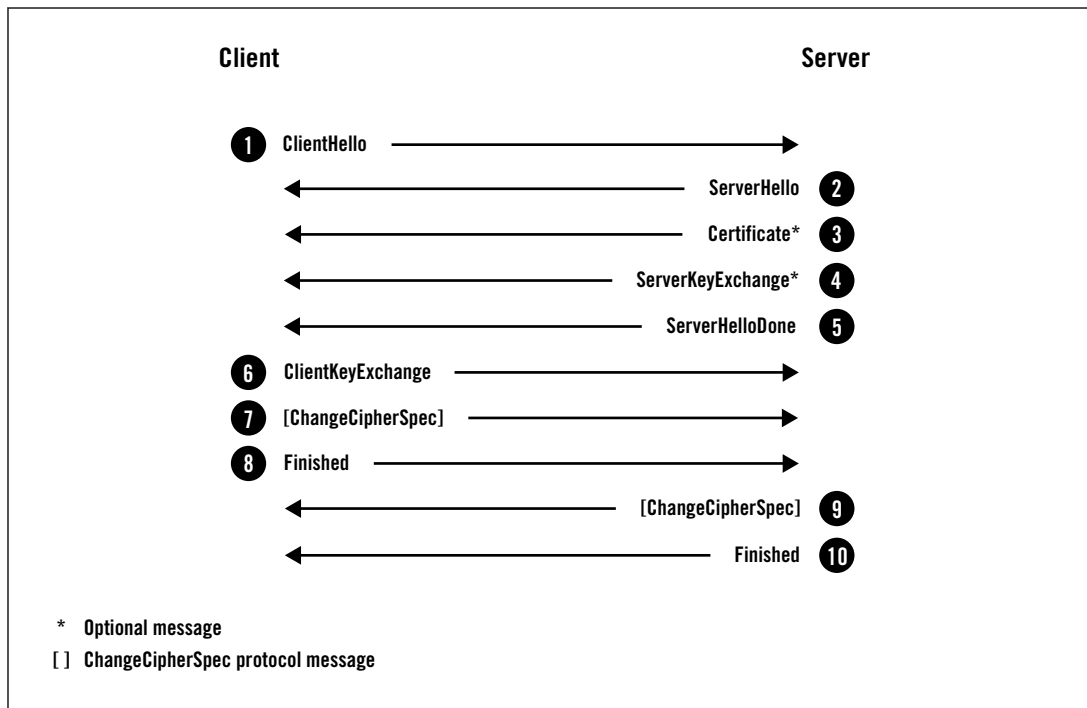 Client Server
1 ClientHello
ServerHello 2
Certificate* 3
ServerKeyExchange* 4
ServerHelloDone 5
6 ClientKeyExchange
7 [ChangeCipherSpec]
8 Finished
[ChangeCipherSpec] 9
Finished 10
* Optional message
[ ] ChangeCipherSpec protocol message